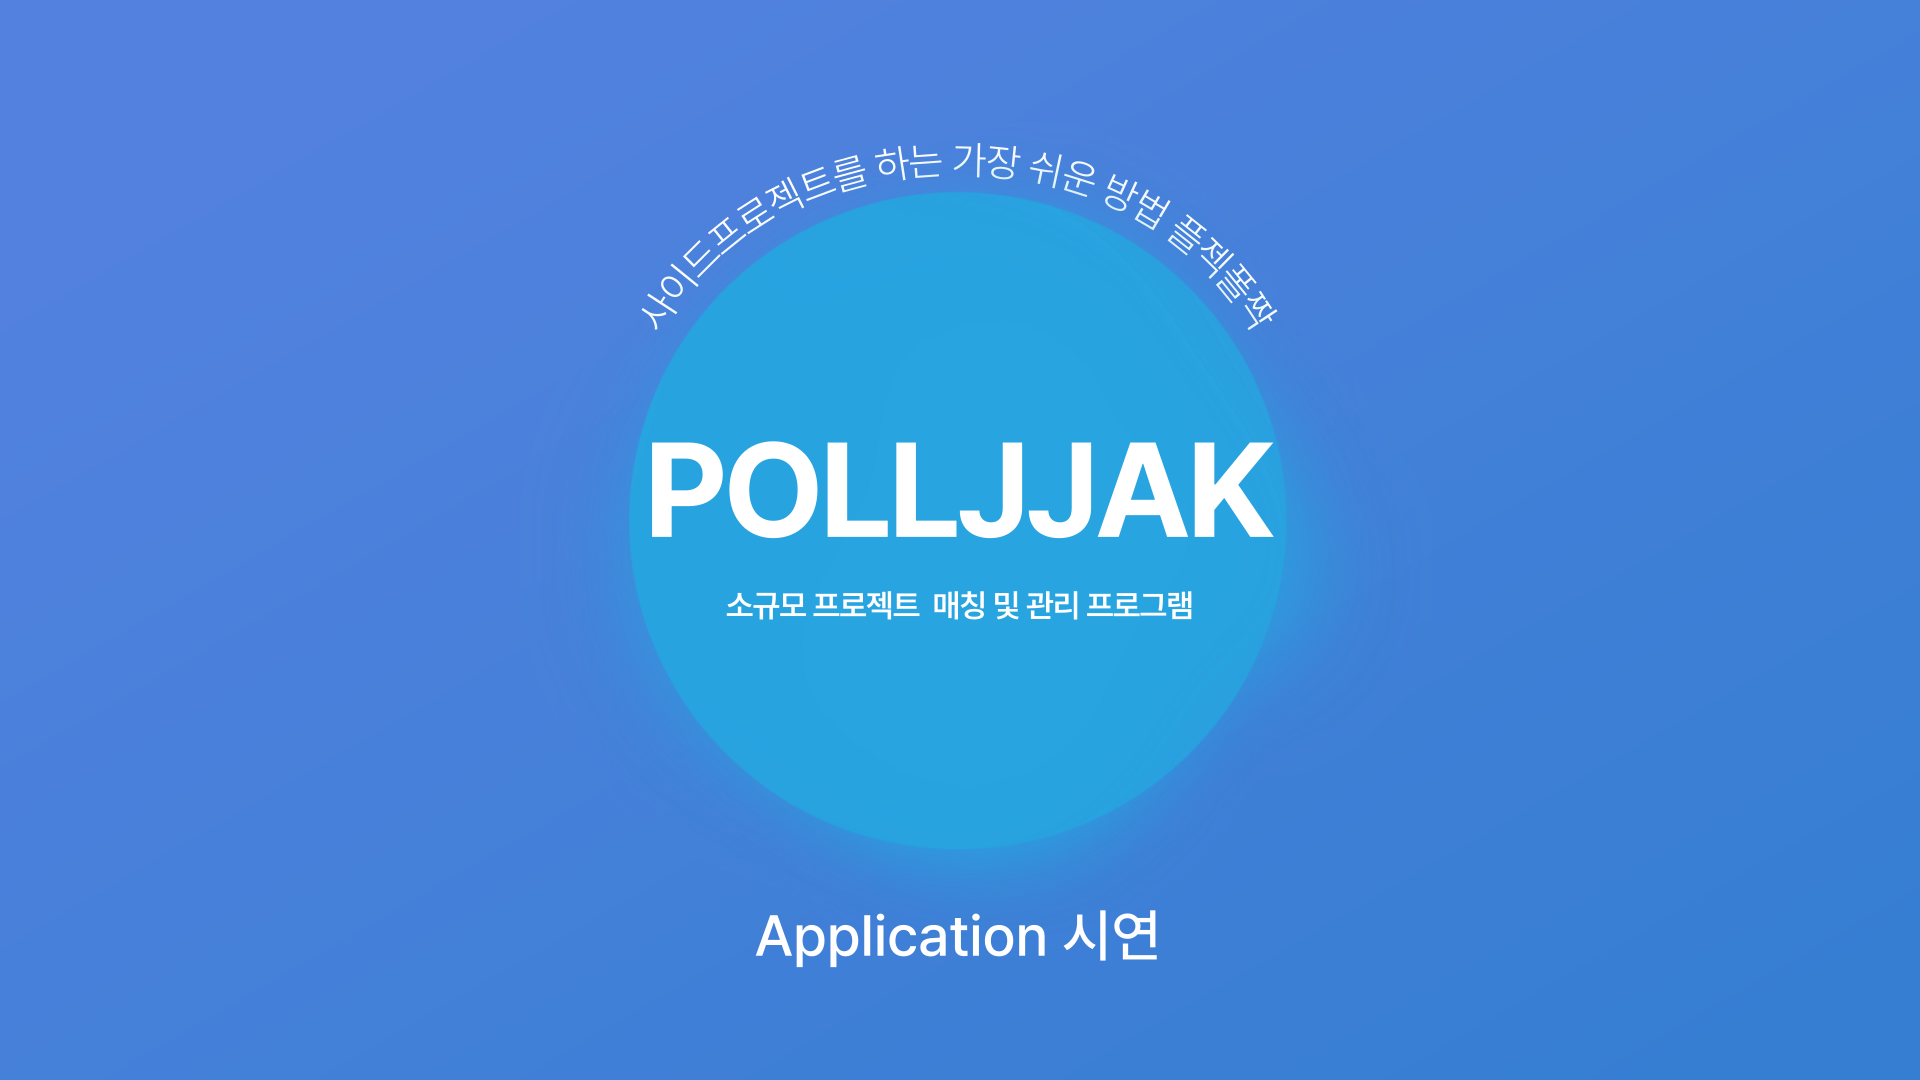 사이드프로젝트를 하는 가장 쉬운 방법 플젝폴짝
POLLJJAK
소규모 프로젝트 매칭 및 관리 프로그램
Application 시연